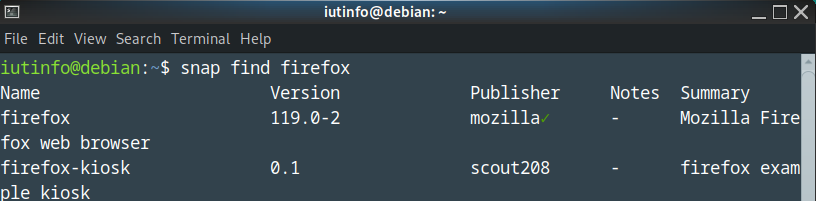 iutinfo@debian: ~
File Edit View Search Terminal Help
iutinfo@debian:~$ snap find firefox
Name Version Publisher Notes Summary
firefox 119.0-2 mozilla✓ - Mozilla Fire
fox web browser
firefox-kiosk 0.1 scout208 - firefox exam
ple kiosk